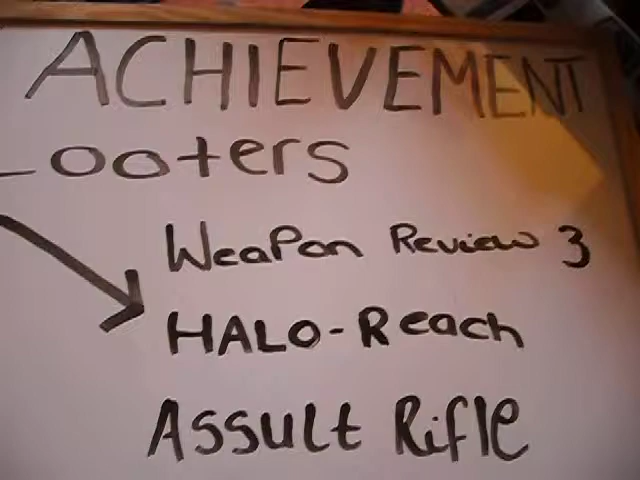 ACHIEVEMENT
Looters
Weapon Review 3
HALO-Reach
Assult Rifle